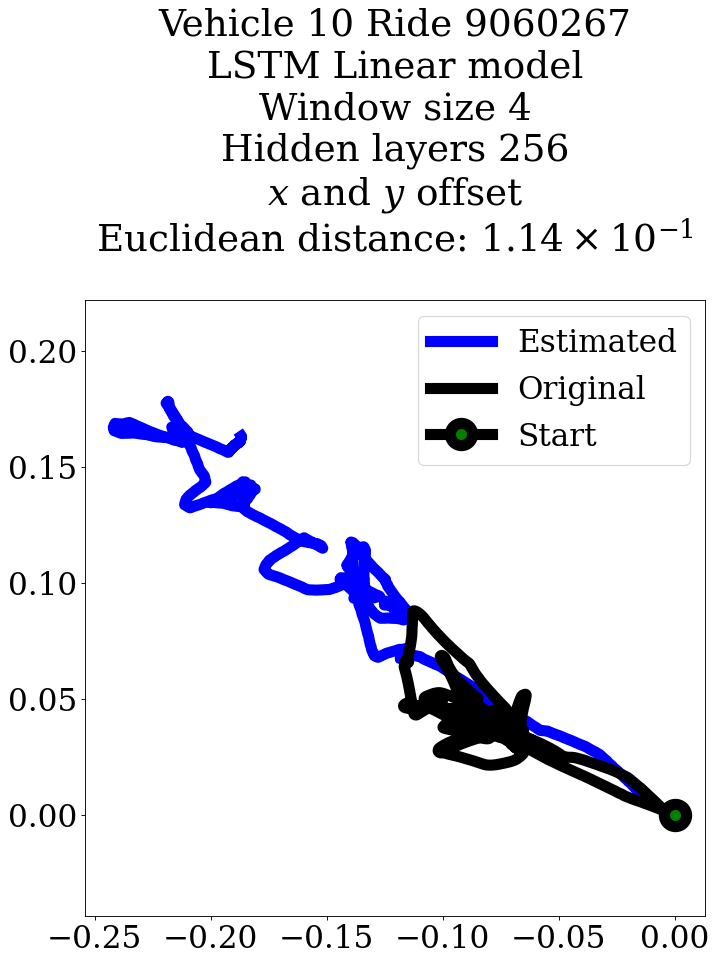 Vehicle 10 Ride 9060267
LSTM Linear model
Window size 4
Hidden layers 256
x and y offset
Euclidean distance: 1.14 × 10⁻¹
Estimated
Original
Start
0.20
0.15
0.10
0.05
0.00
−0.25 −0.20 −0.15 −0.10 −0.05 0.00